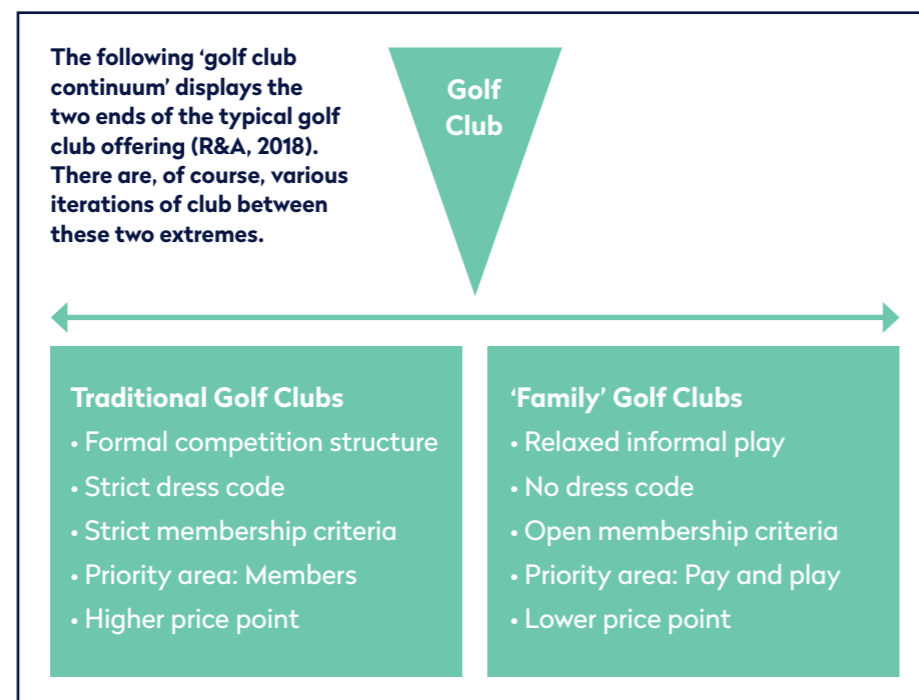 The following ‘golf club
continuum’ displays the
two ends of the typical golf
club offering (R&A, 2018).
There are, of course, various
iterations of club between
these two extremes.
Golf
Club
Traditional Golf Clubs
• Formal competition structure
• Strict dress code
• Strict membership criteria
• Priority area: Members
• Higher price point
‘Family’ Golf Clubs
• Relaxed informal play
• No dress code
• Open membership criteria
• Priority area: Pay and play
• Lower price point